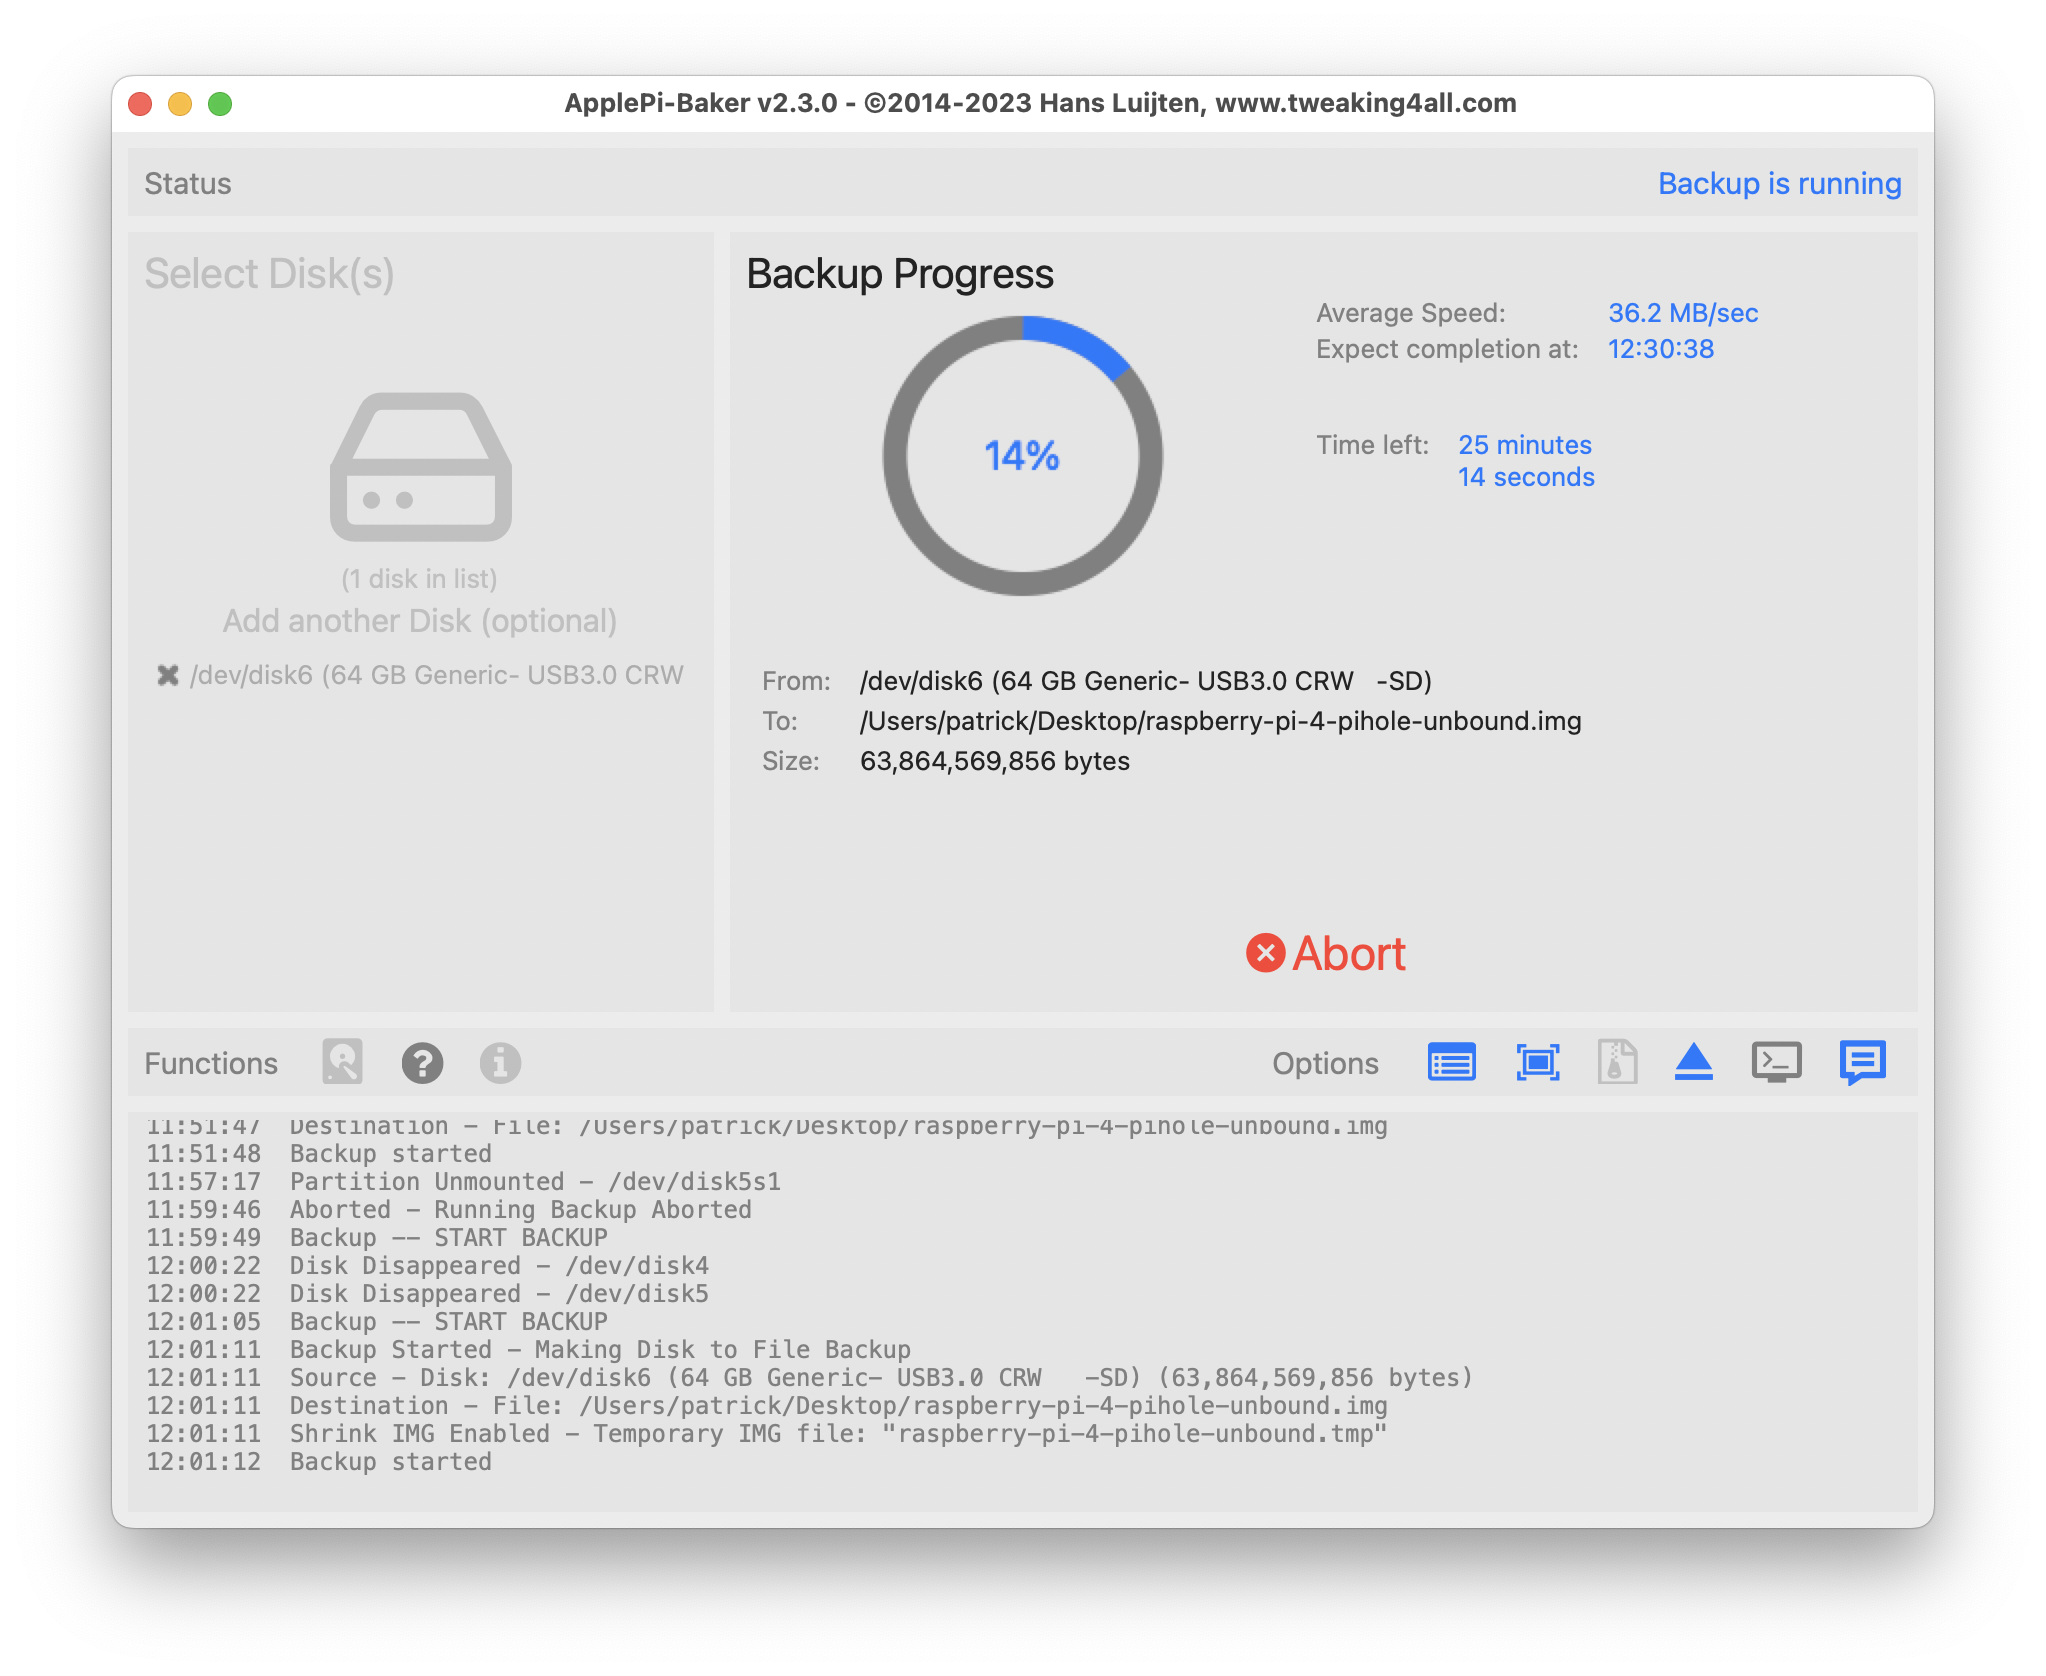 ApplePi-Baker v2.3.0 - ©2014-2023 Hans Luijten, www.tweaking4all.com
Status
Backup is running
Select Disk(s)
(1 disk in list)
Add another Disk (optional)
/dev/disk6 (64 GB Generic- USB3.0 CRW
Backup Progress
14%
Average Speed: 36.2 MB/sec
Expect completion at: 12:30:38
Time left: 25 minutes
14 seconds
From: /dev/disk6 (64 GB Generic- USB3.0 CRW   -SD)
To: /Users/patrick/Desktop/raspberry-pi-4-pihole-unbound.img
Size: 63,864,569,856 bytes
Abort
Functions
Options
11:51:47  Destination - File: /Users/patrick/Desktop/raspberry-pi-4-pihole-unbound.img
11:51:48  Backup started
11:57:17  Partition Unmounted - /dev/disk5s1
11:59:46  Aborted - Running Backup Aborted
11:59:49  Backup -- START BACKUP
12:00:22  Disk Disappeared - /dev/disk4
12:00:22  Disk Disappeared - /dev/disk5
12:01:05  Backup -- START BACKUP
12:01:11  Backup Started - Making Disk to File Backup
12:01:11  Source - Disk: /dev/disk6 (64 GB Generic- USB3.0 CRW   -SD) (63,864,569,856 bytes)
12:01:11  Destination - File: /Users/patrick/Desktop/raspberry-pi-4-pihole-unbound.img
12:01:11  Shrink IMG Enabled - Temporary IMG file: "raspberry-pi-4-pihole-unbound.tmp"
12:01:12  Backup started